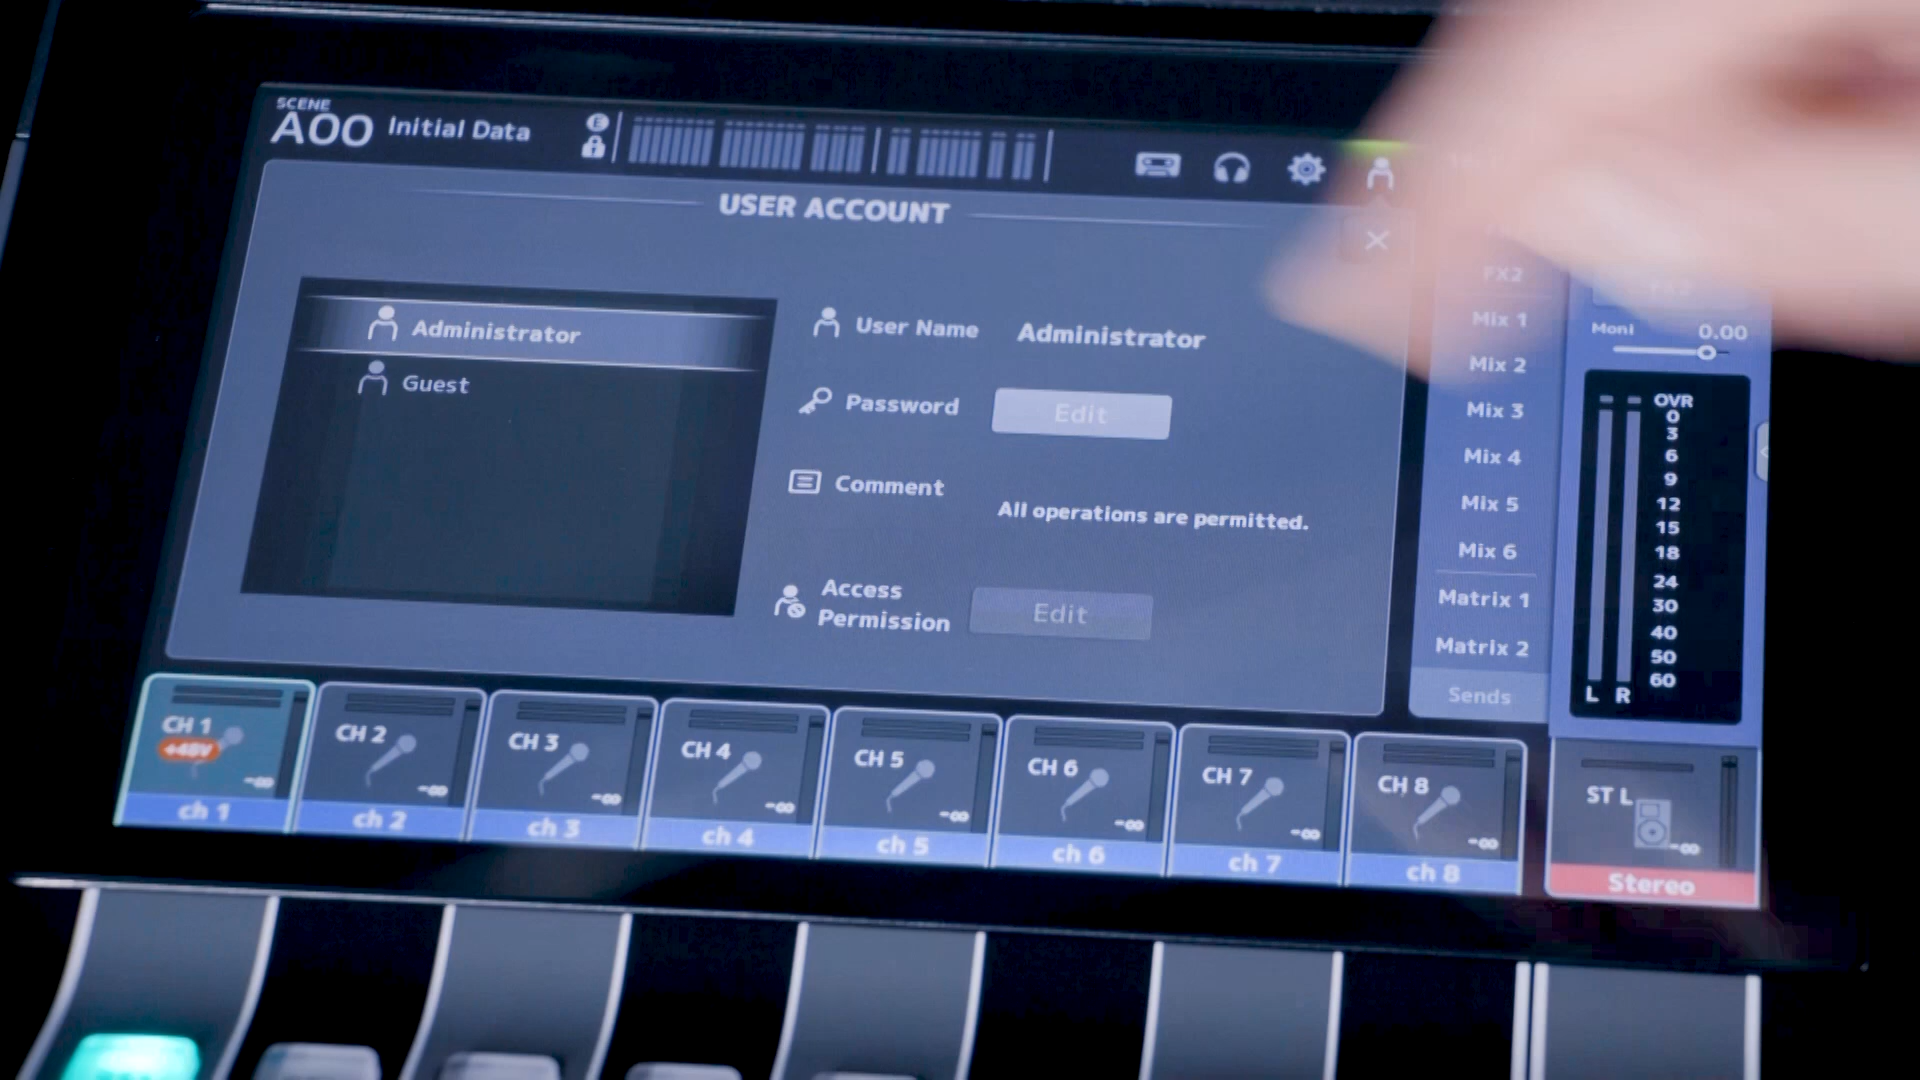 SCENE
A00 Initial Data
E
USER ACCOUNT
Administrator
Guest
User Name Administrator
Password Edit
Comment
All operations are permitted.
Access
Permission
Edit
FX2
Mix 1
Mix 2
Mix 3
Mix 4
Mix 5
Mix 6
Matrix 1
Matrix 2
Sends
Moni 0.00
OVR
0
3
6
9
12
15
18
24
30
40
50
60
L R
CH 1
+48V
-∞
ch 1
CH 2
-∞
ch 2
CH 3
-∞
ch 3
CH 4
-∞
ch 4
CH 5
-∞
ch 5
CH 6
-∞
ch 6
CH 7
-∞
ch 7
CH 8
-∞
ch 8
ST L
-∞
Stereo